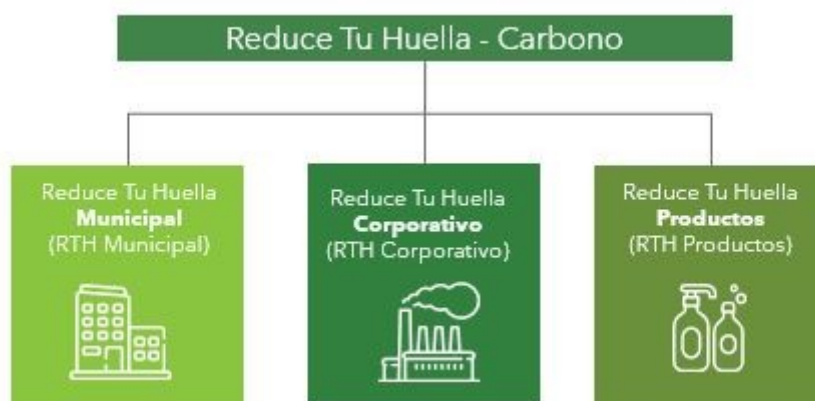 Reduce Tu Huella - Carbono
Reduce Tu Huella
Municipal
(RTH Municipal)
Reduce Tu Huella
Corporativo
(RTH Corporativo)
Reduce Tu Huella
Productos
(RTH Productos)